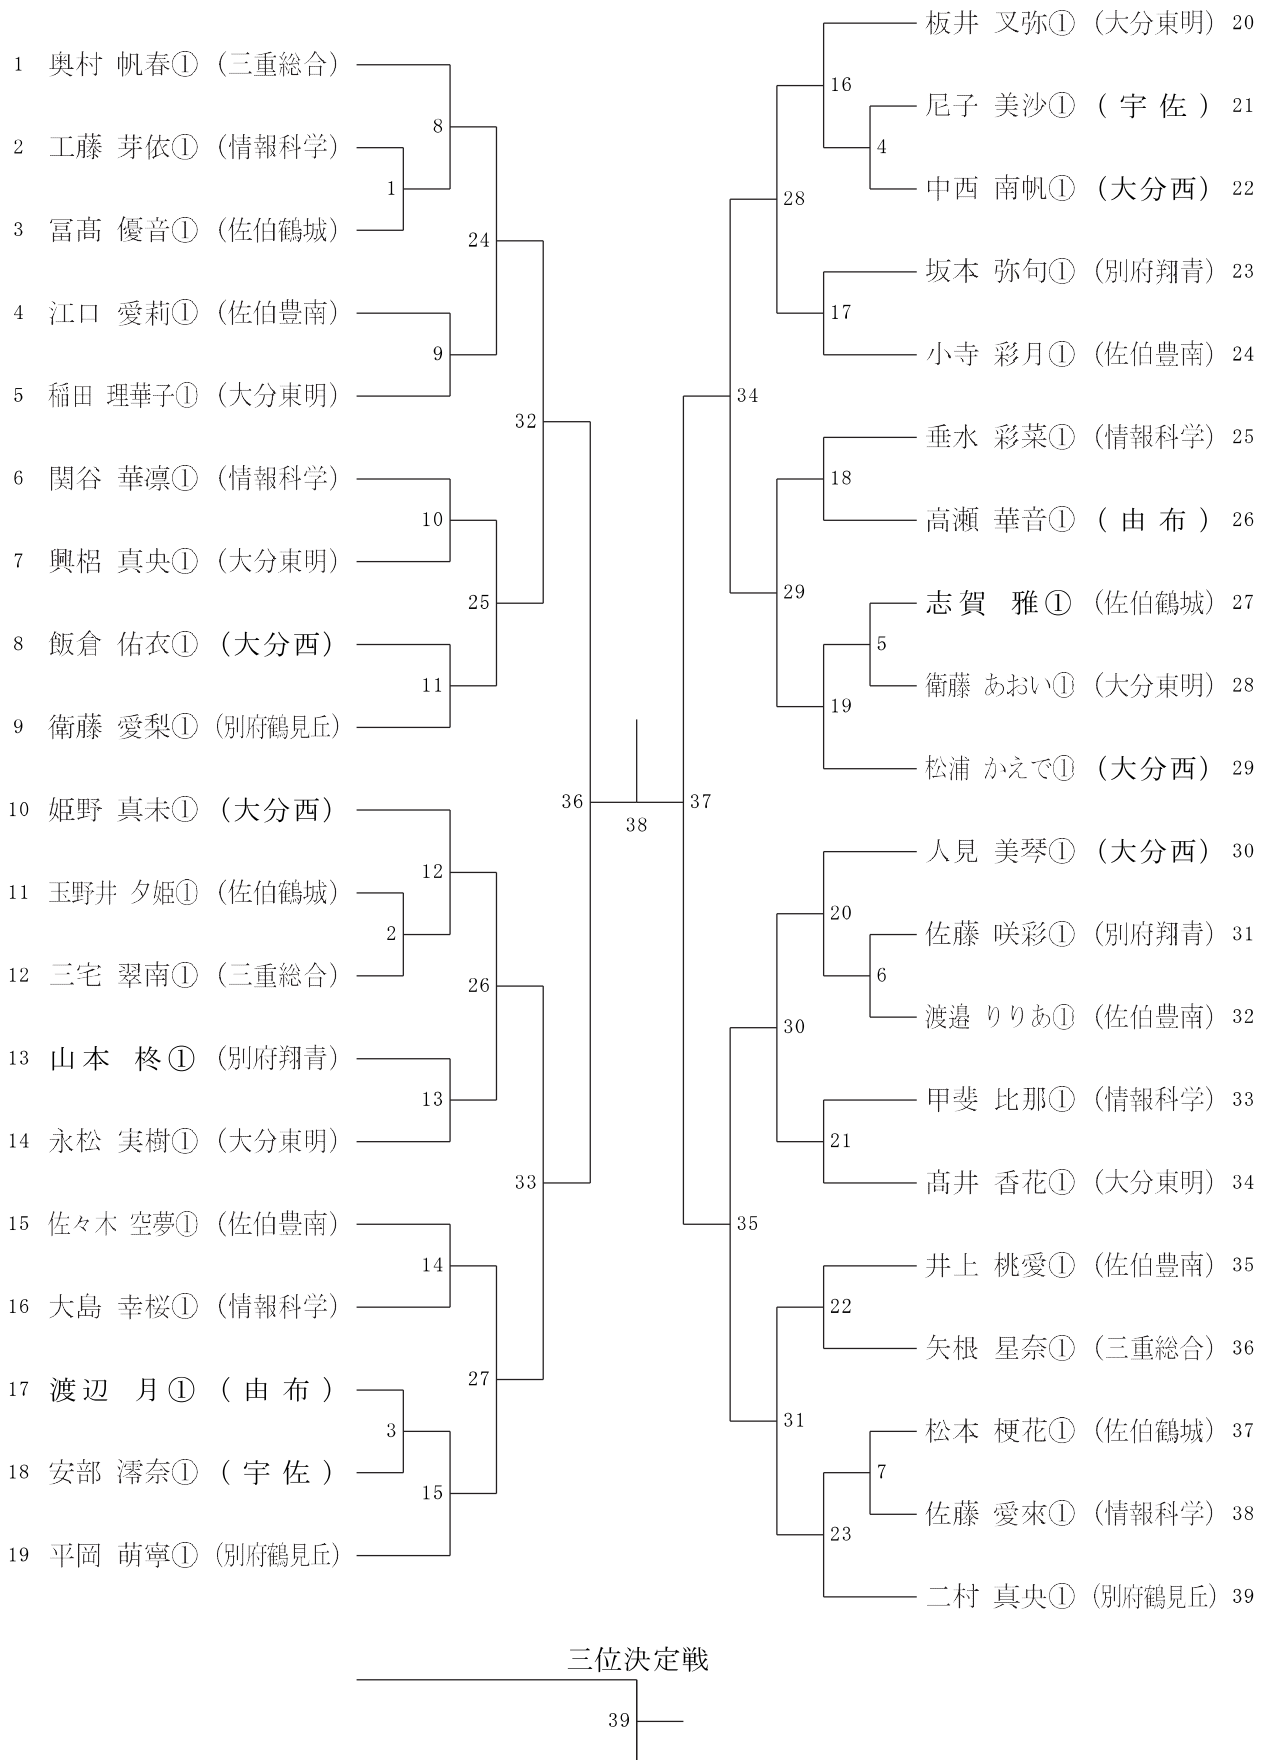 1 奥村 帆春① (三重総合)
2 工藤 芽依① (情報科学)
3 冨髙 優音① (佐伯鶴城)
4 江口 愛莉① (佐伯豊南)
5 稲田 理華子① (大分東明)
6 関谷 華凛① (情報科学)
7 興梠 真央① (大分東明)
8 飯倉 佑衣① (大分西)
9 衛藤 愛梨① (別府鶴見丘)
10 姫野 真未① (大分西)
11 玉野井 夕姫① (佐伯鶴城)
12 三宅 翠南① (三重総合)
13 山本 柊① (別府翔青)
14 永松 実樹① (大分東明)
15 佐々木 空夢① (佐伯豊南)
16 大島 幸桜① (情報科学)
17 渡辺 月① (由布)
18 安部 澪奈① (宇佐)
19 平岡 萌寧① (別府鶴見丘)
1
2
3
8
9
10
11
12
13
14
15
24
25
26
27
32
33
36
38
37
34
35
28
29
30
31
16
17
18
19
20
21
22
23
4
5
6
7
板井 叉弥① (大分東明) 20
尼子 美沙① (宇佐) 21
中西 南帆① (大分西) 22
坂本 弥句① (別府翔青) 23
小寺 彩月① (佐伯豊南) 24
垂水 彩菜① (情報科学) 25
高瀬 華音① (由布) 26
志賀 雅① (佐伯鶴城) 27
衛藤 あおい① (大分東明) 28
松浦 かえで① (大分西) 29
人見 美琴① (大分西) 30
佐藤 咲彩① (別府翔青) 31
渡邉 りりあ① (佐伯豊南) 32
甲斐 比那① (情報科学) 33
髙井 香花① (大分東明) 34
井上 桃愛① (佐伯豊南) 35
矢根 星奈① (三重総合) 36
松本 梗花① (佐伯鶴城) 37
佐藤 愛來① (情報科学) 38
二村 真央① (別府鶴見丘) 39
三位決定戦
39